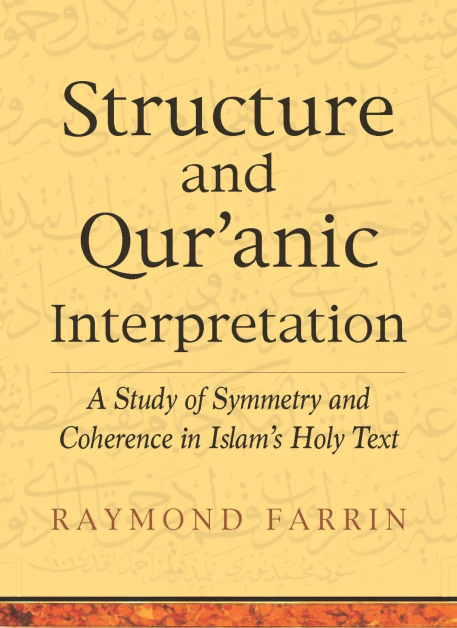 Structure
and
Qur’anic
Interpretation
A Study of Symmetry and
Coherence in Islam’s Holy Text
RAYMOND FARRIN